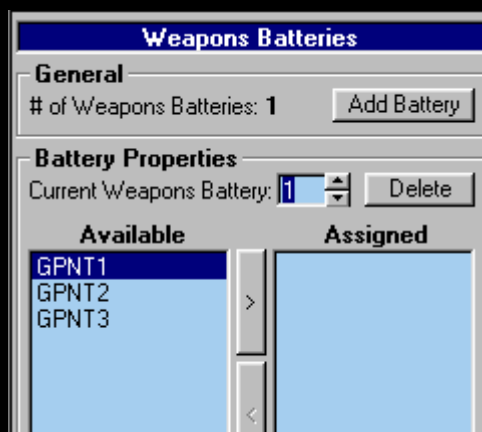 Weapons Batteries
General
# of Weapons Batteries: 1 Add Battery
Battery Properties
Current Weapons Battery: 1 Delete
Available Assigned
GPNT1
GPNT2
GPNT3
>
<